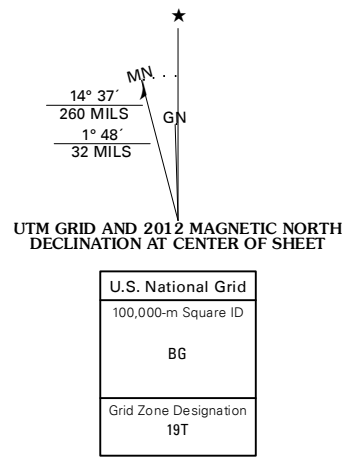 ★
MN
14° 37´
260 MILS
GN
1° 48´
32 MILS
UTM GRID AND 2012 MAGNETIC NORTH
DECLINATION AT CENTER OF SHEET
U.S. National Grid
100,000-m Square ID
BG
Grid Zone Designation
19T